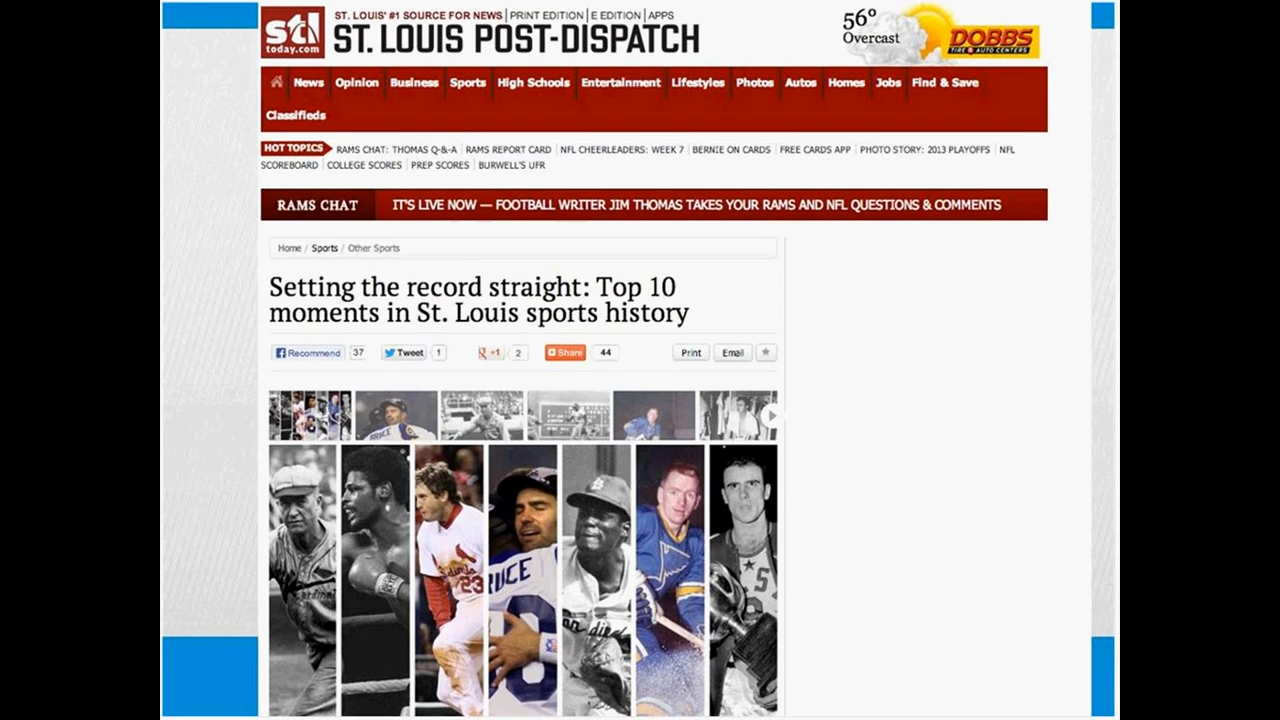 stl
today.com
ST. LOUIS' #1 SOURCE FOR NEWS | PRINT EDITION | E EDITION | APPS
ST. LOUIS POST-DISPATCH
56º
Overcast
DOBBS
TIRE & AUTO CENTERS
News Opinion Business Sports High Schools Entertainment Lifestyles Photos Autos Homes Jobs Find & Save
Classifieds
HOT TOPICS RAMS CHAT: THOMAS Q-&-A | RAMS REPORT CARD | NFL CHEERLEADERS: WEEK 7 | BERNIE ON CARDS | FREE CARDS APP | PHOTO STORY: 2013 PLAYOFFS | NFL
SCOREBOARD | COLLEGE SCORES | PREP SCORES | BURWELL'S UFR
RAMS CHAT IT'S LIVE NOW — FOOTBALL WRITER JIM THOMAS TAKES YOUR RAMS AND NFL QUESTIONS & COMMENTS
Home / Sports / Other Sports
Setting the record straight: Top 10
moments in St. Louis sports history
Recommend 37 Tweet 1 +1 2 Share 44 Print Email
RUCE
23